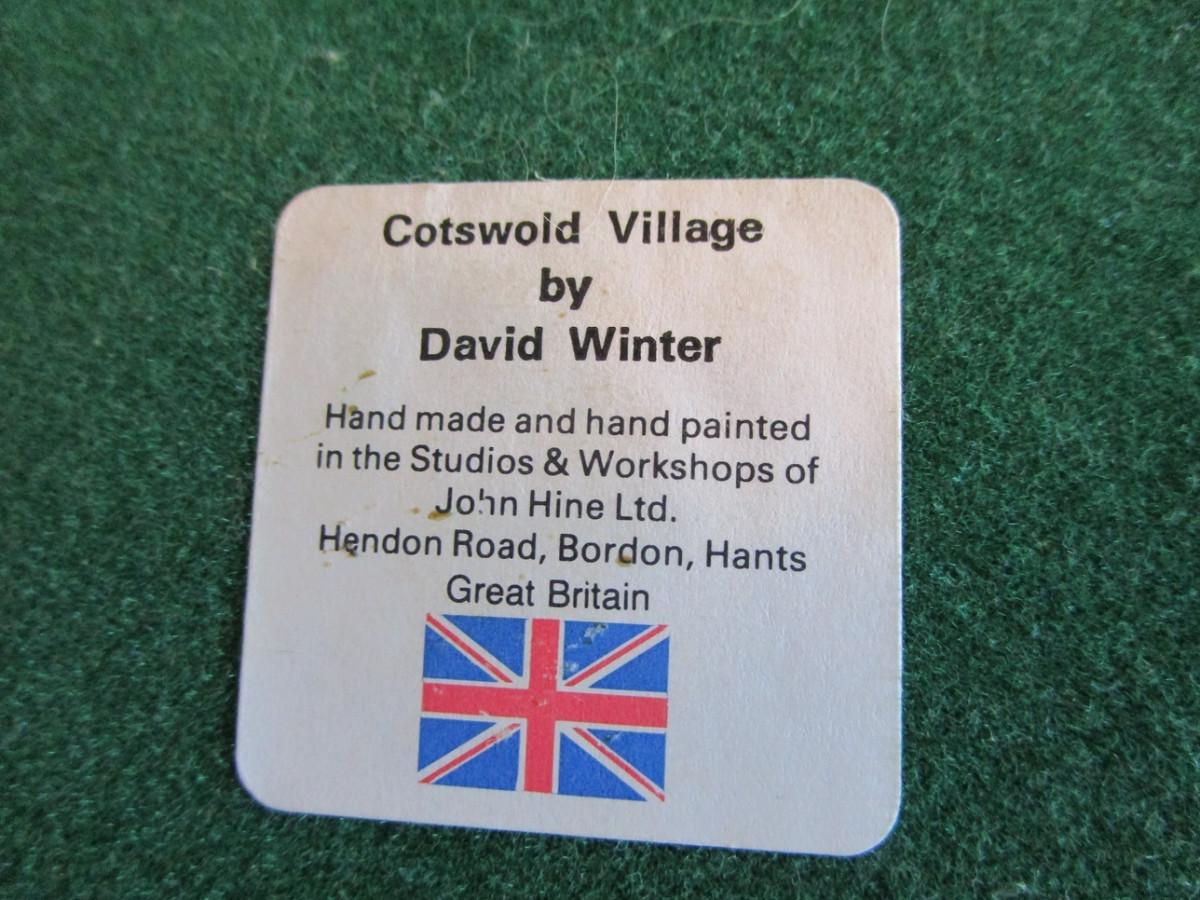 Cotswold Village
by
David Winter
Hand made and hand painted
in the Studios & Workshops of
John Hine Ltd.
Hendon Road, Bordon, Hants
Great Britain